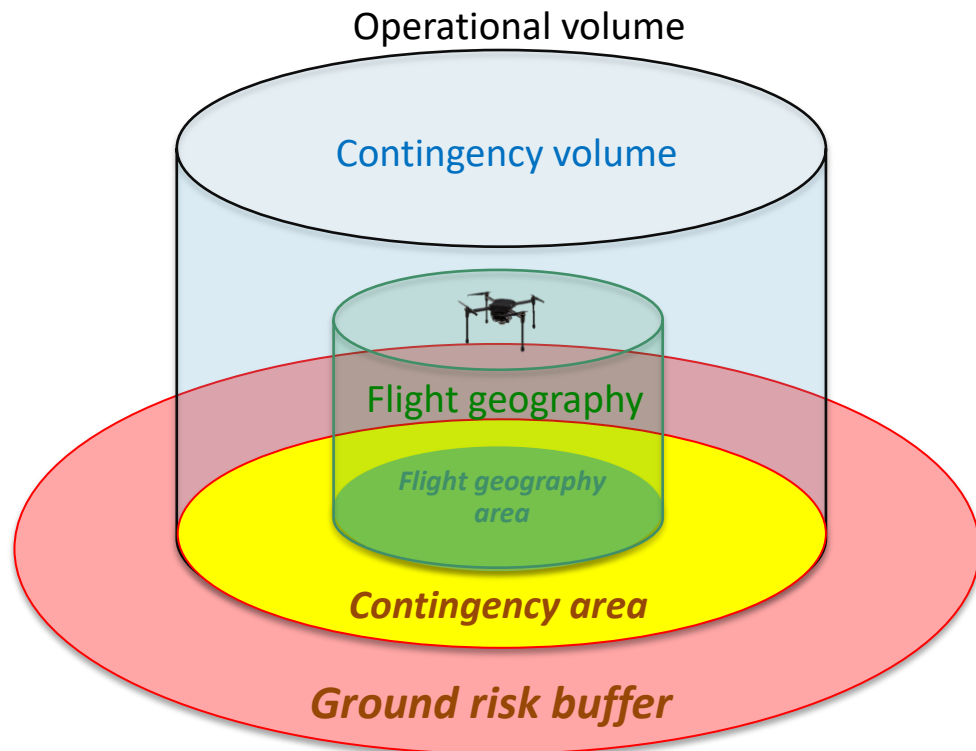 Operational volume
Contingency volume
Flight geography
Flight geography
area
Contingency area
Ground risk buffer